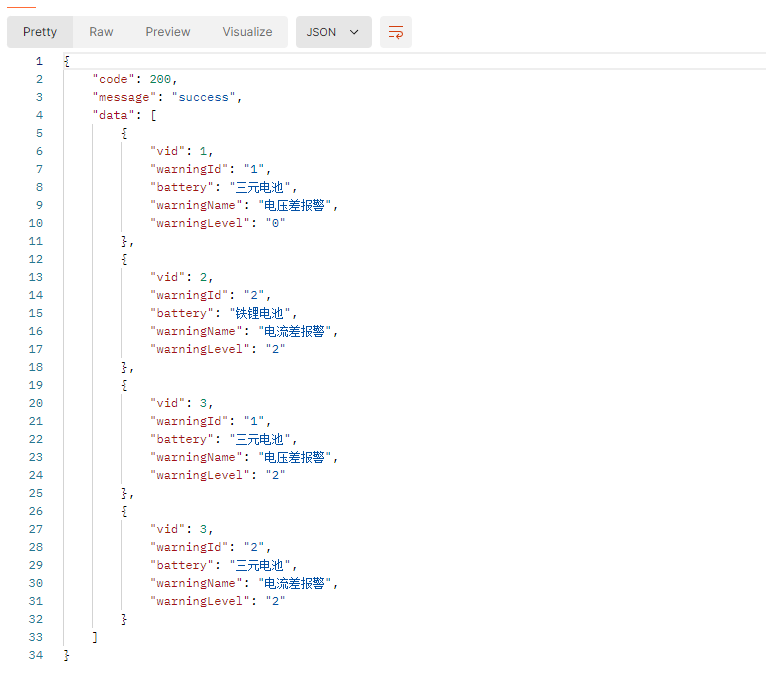 Pretty Raw Preview Visualize JSON
1 {
2 "code": 200,
3 "message": "success",
4 "data": [
5 {
6 "vid": 1,
7 "warningId": "1",
8 "battery": "三元电池",
9 "warningName": "电压差报警",
10 "warningLevel": "0"
11 },
12 {
13 "vid": 2,
14 "warningId": "2",
15 "battery": "铁锂电池",
16 "warningName": "电流差报警",
17 "warningLevel": "2"
18 },
19 {
20 "vid": 3,
21 "warningId": "1",
22 "battery": "三元电池",
23 "warningName": "电压差报警",
24 "warningLevel": "2"
25 },
26 {
27 "vid": 3,
28 "warningId": "2",
29 "battery": "三元电池",
30 "warningName": "电流差报警",
31 "warningLevel": "2"
32 }
33 ]
34 }